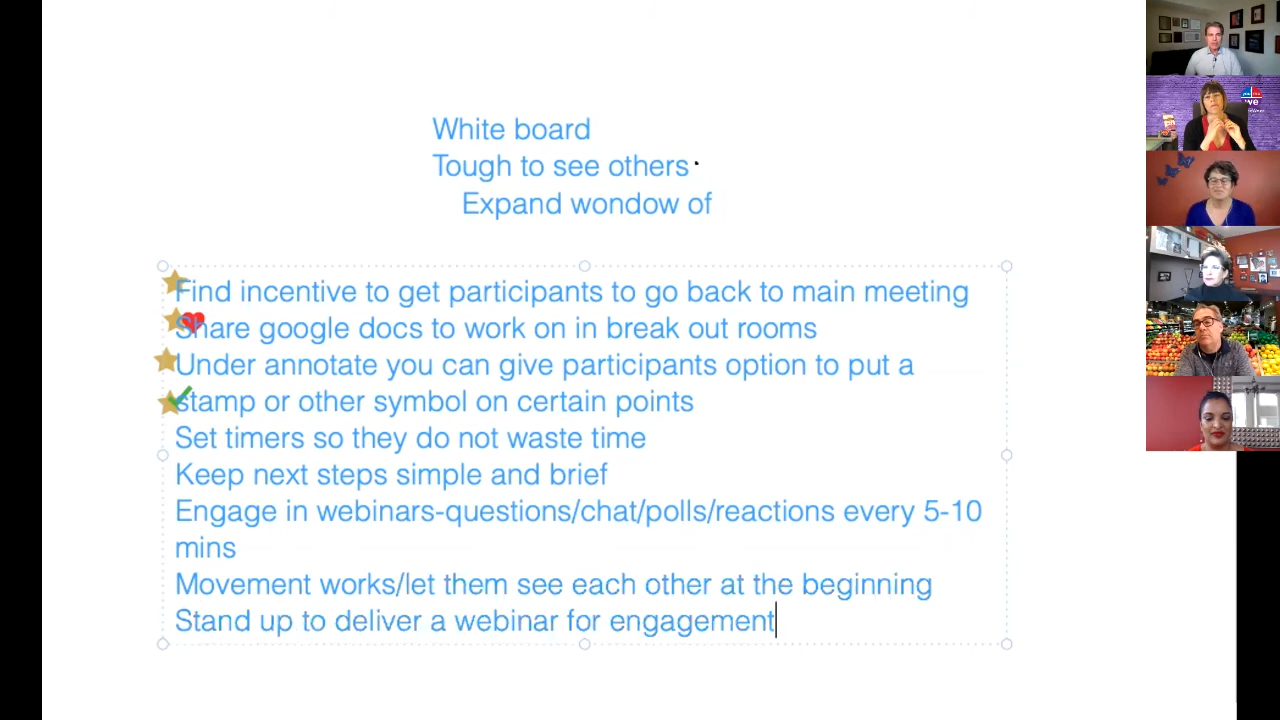 White board
Tough to see others
Expand wondow of
Find incentive to get participants to go back to main meeting
Share google docs to work on in break out rooms
Under annotate you can give participants option to put a
stamp or other symbol on certain points
Set timers so they do not waste time
Keep next steps simple and brief
Engage in webinars-questions/chat/polls/reactions every 5-10
mins
Movement works/let them see each other at the beginning
Stand up to deliver a webinar for engagement
we